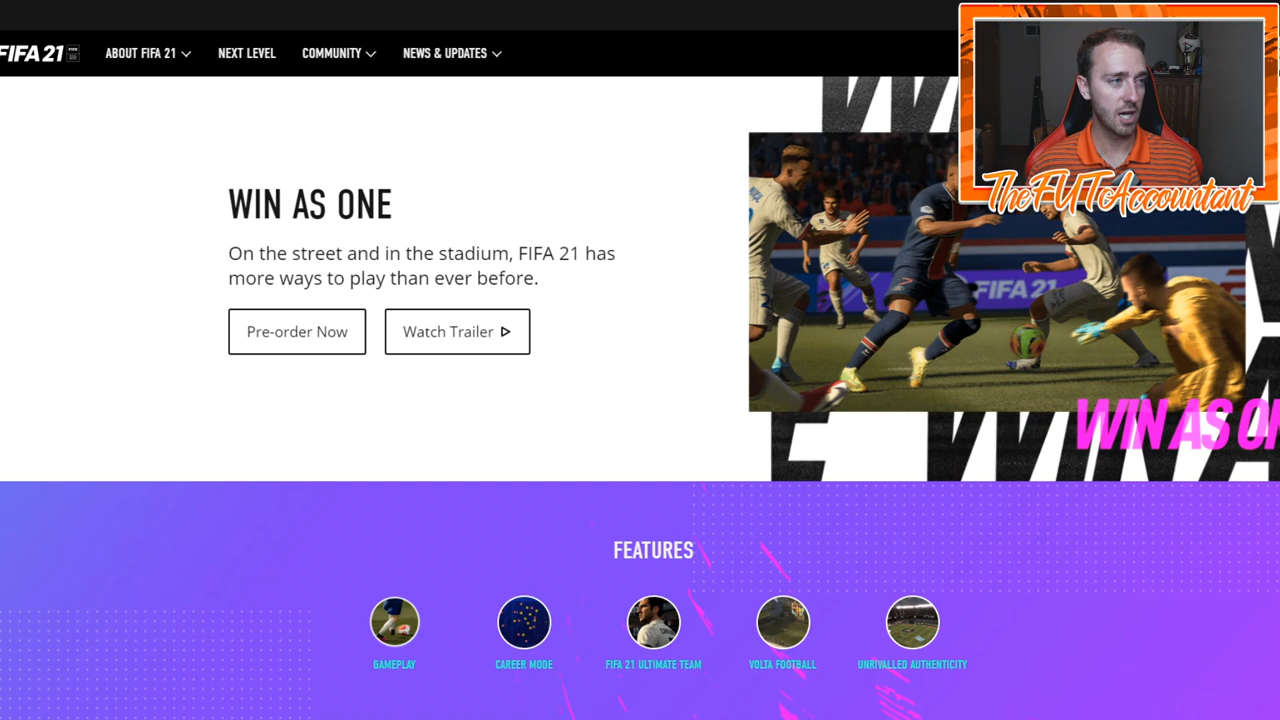 FIFA 21
ABOUT FIFA 21
NEXT LEVEL
COMMUNITY
NEWS & UPDATES
TheFUTAccountant
WIN AS ONE
On the street and in the stadium, FIFA 21 has
more ways to play than ever before.
Pre-order Now
Watch Trailer
FIFA 21
WIN AS ON
FEATURES
GAMEPLAY
CAREER MODE
FIFA 21 ULTIMATE TEAM
VOLTA FOOTBALL
UNRIVALLED AUTHENTICITY